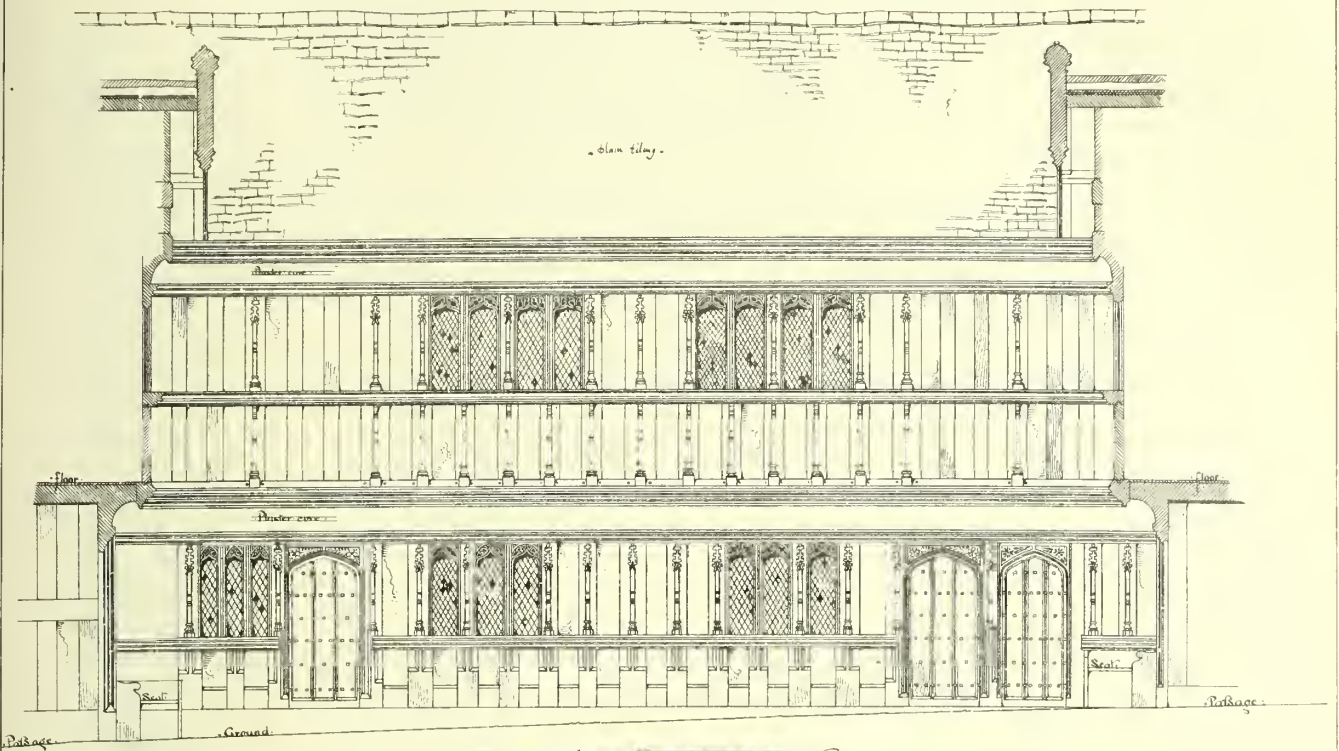 plain tiling.
Plaster cove.
floor
floor
Plaster cove.
Seat
Seat
Passage.
Ground.
Passage.